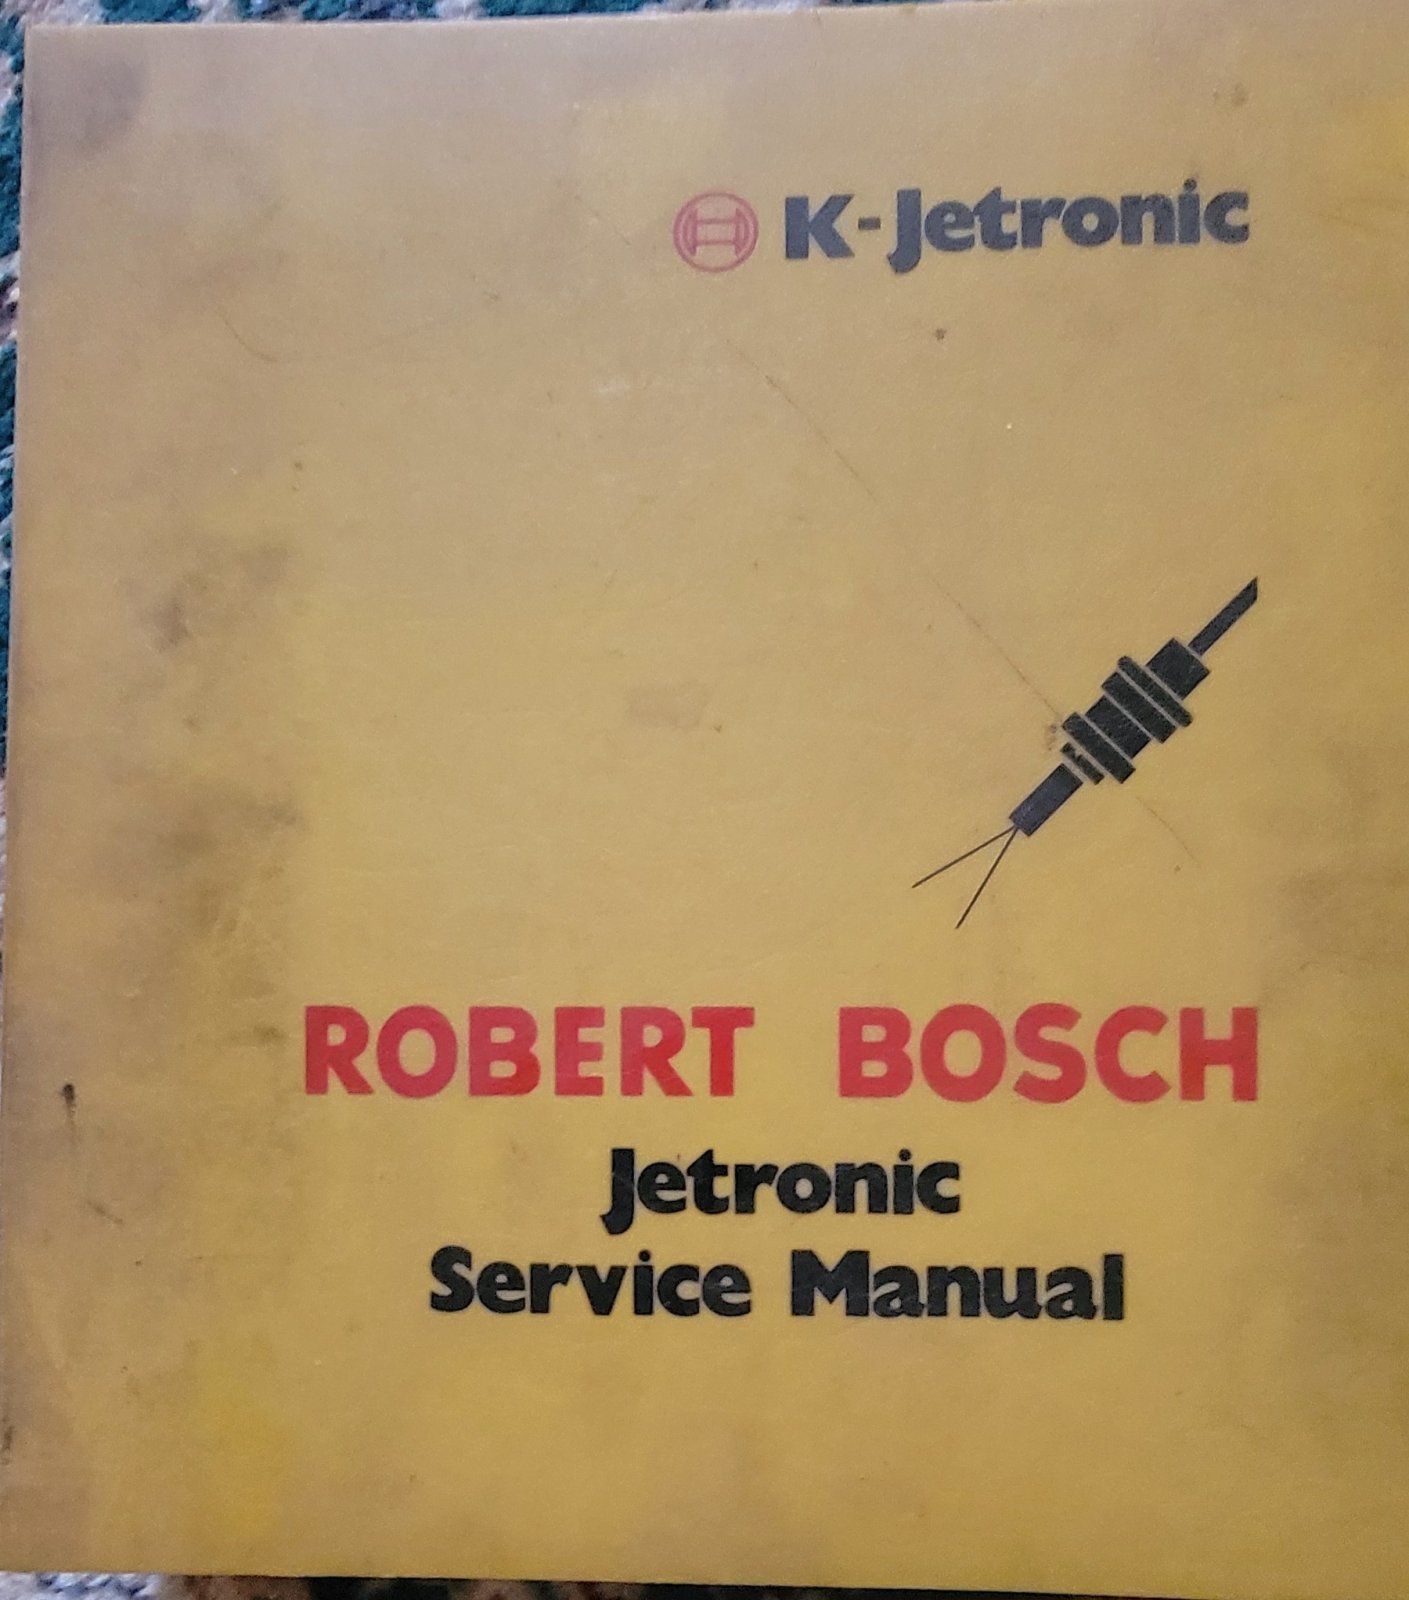 K-Jetronic
ROBERT BOSCH
Jetronic
Service Manual